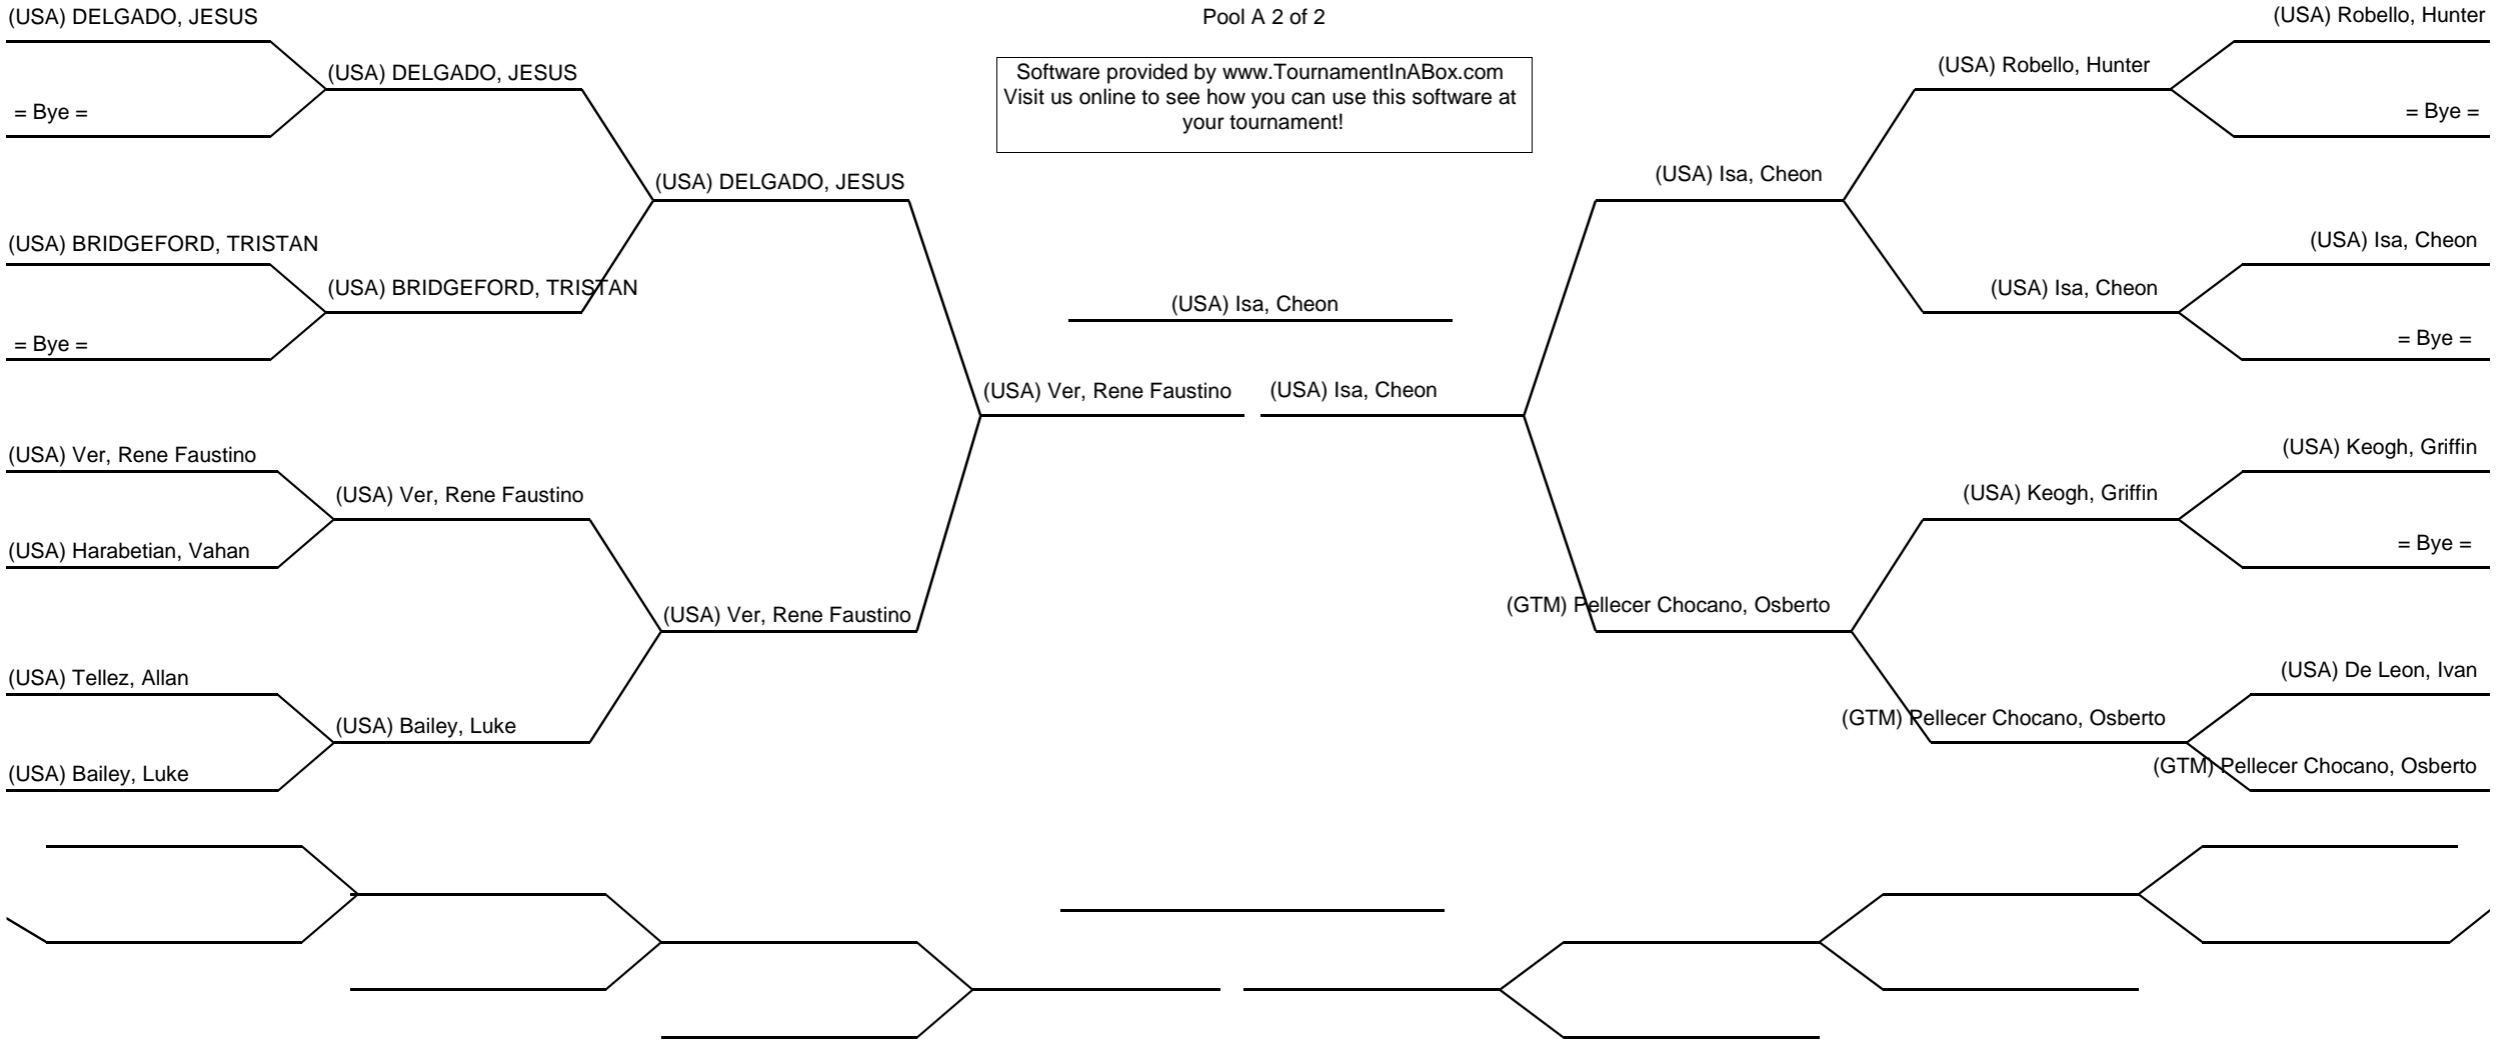 Pool A 2 of 2
Software provided by www.TournamentInABox.com
Visit us online to see how you can use this software at
your tournament!
(USA) DELGADO, JESUS
= Bye =
(USA) BRIDGEFORD, TRISTAN
= Bye =
(USA) Ver, Rene Faustino
(USA) Harabetian, Vahan
(USA) Tellez, Allan
(USA) Bailey, Luke
(USA) DELGADO, JESUS
(USA) BRIDGEFORD, TRISTAN
(USA) Ver, Rene Faustino
(USA) Bailey, Luke
(USA) DELGADO, JESUS
(USA) Ver, Rene Faustino
(USA) Ver, Rene Faustino
(USA) Isa, Cheon
(USA) Isa, Cheon
(USA) Isa, Cheon
(GTM) Pellecer Chocano, Osberto
(USA) Robello, Hunter
(USA) Isa, Cheon
(USA) Keogh, Griffin
(GTM) Pellecer Chocano, Osberto
(USA) Robello, Hunter
= Bye =
(USA) Isa, Cheon
= Bye =
(USA) Keogh, Griffin
= Bye =
(USA) De Leon, Ivan
(GTM) Pellecer Chocano, Osberto